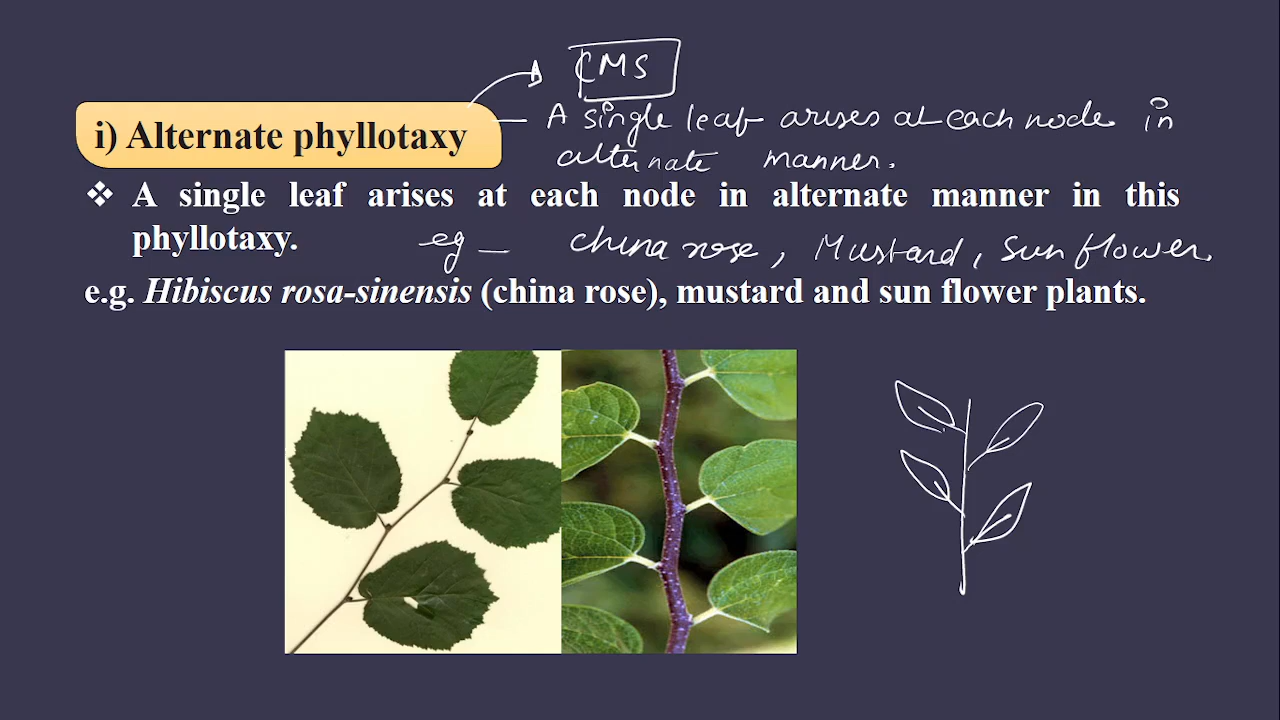 CMS
i) Alternate phyllotaxy
— A single leaf arises at each node in
alternate manner.
❖ A single leaf arises at each node in alternate manner in this
phyllotaxy.
eg — china rose, Mustard, Sunflower.
e.g. Hibiscus rosa-sinensis (china rose), mustard and sun flower plants.